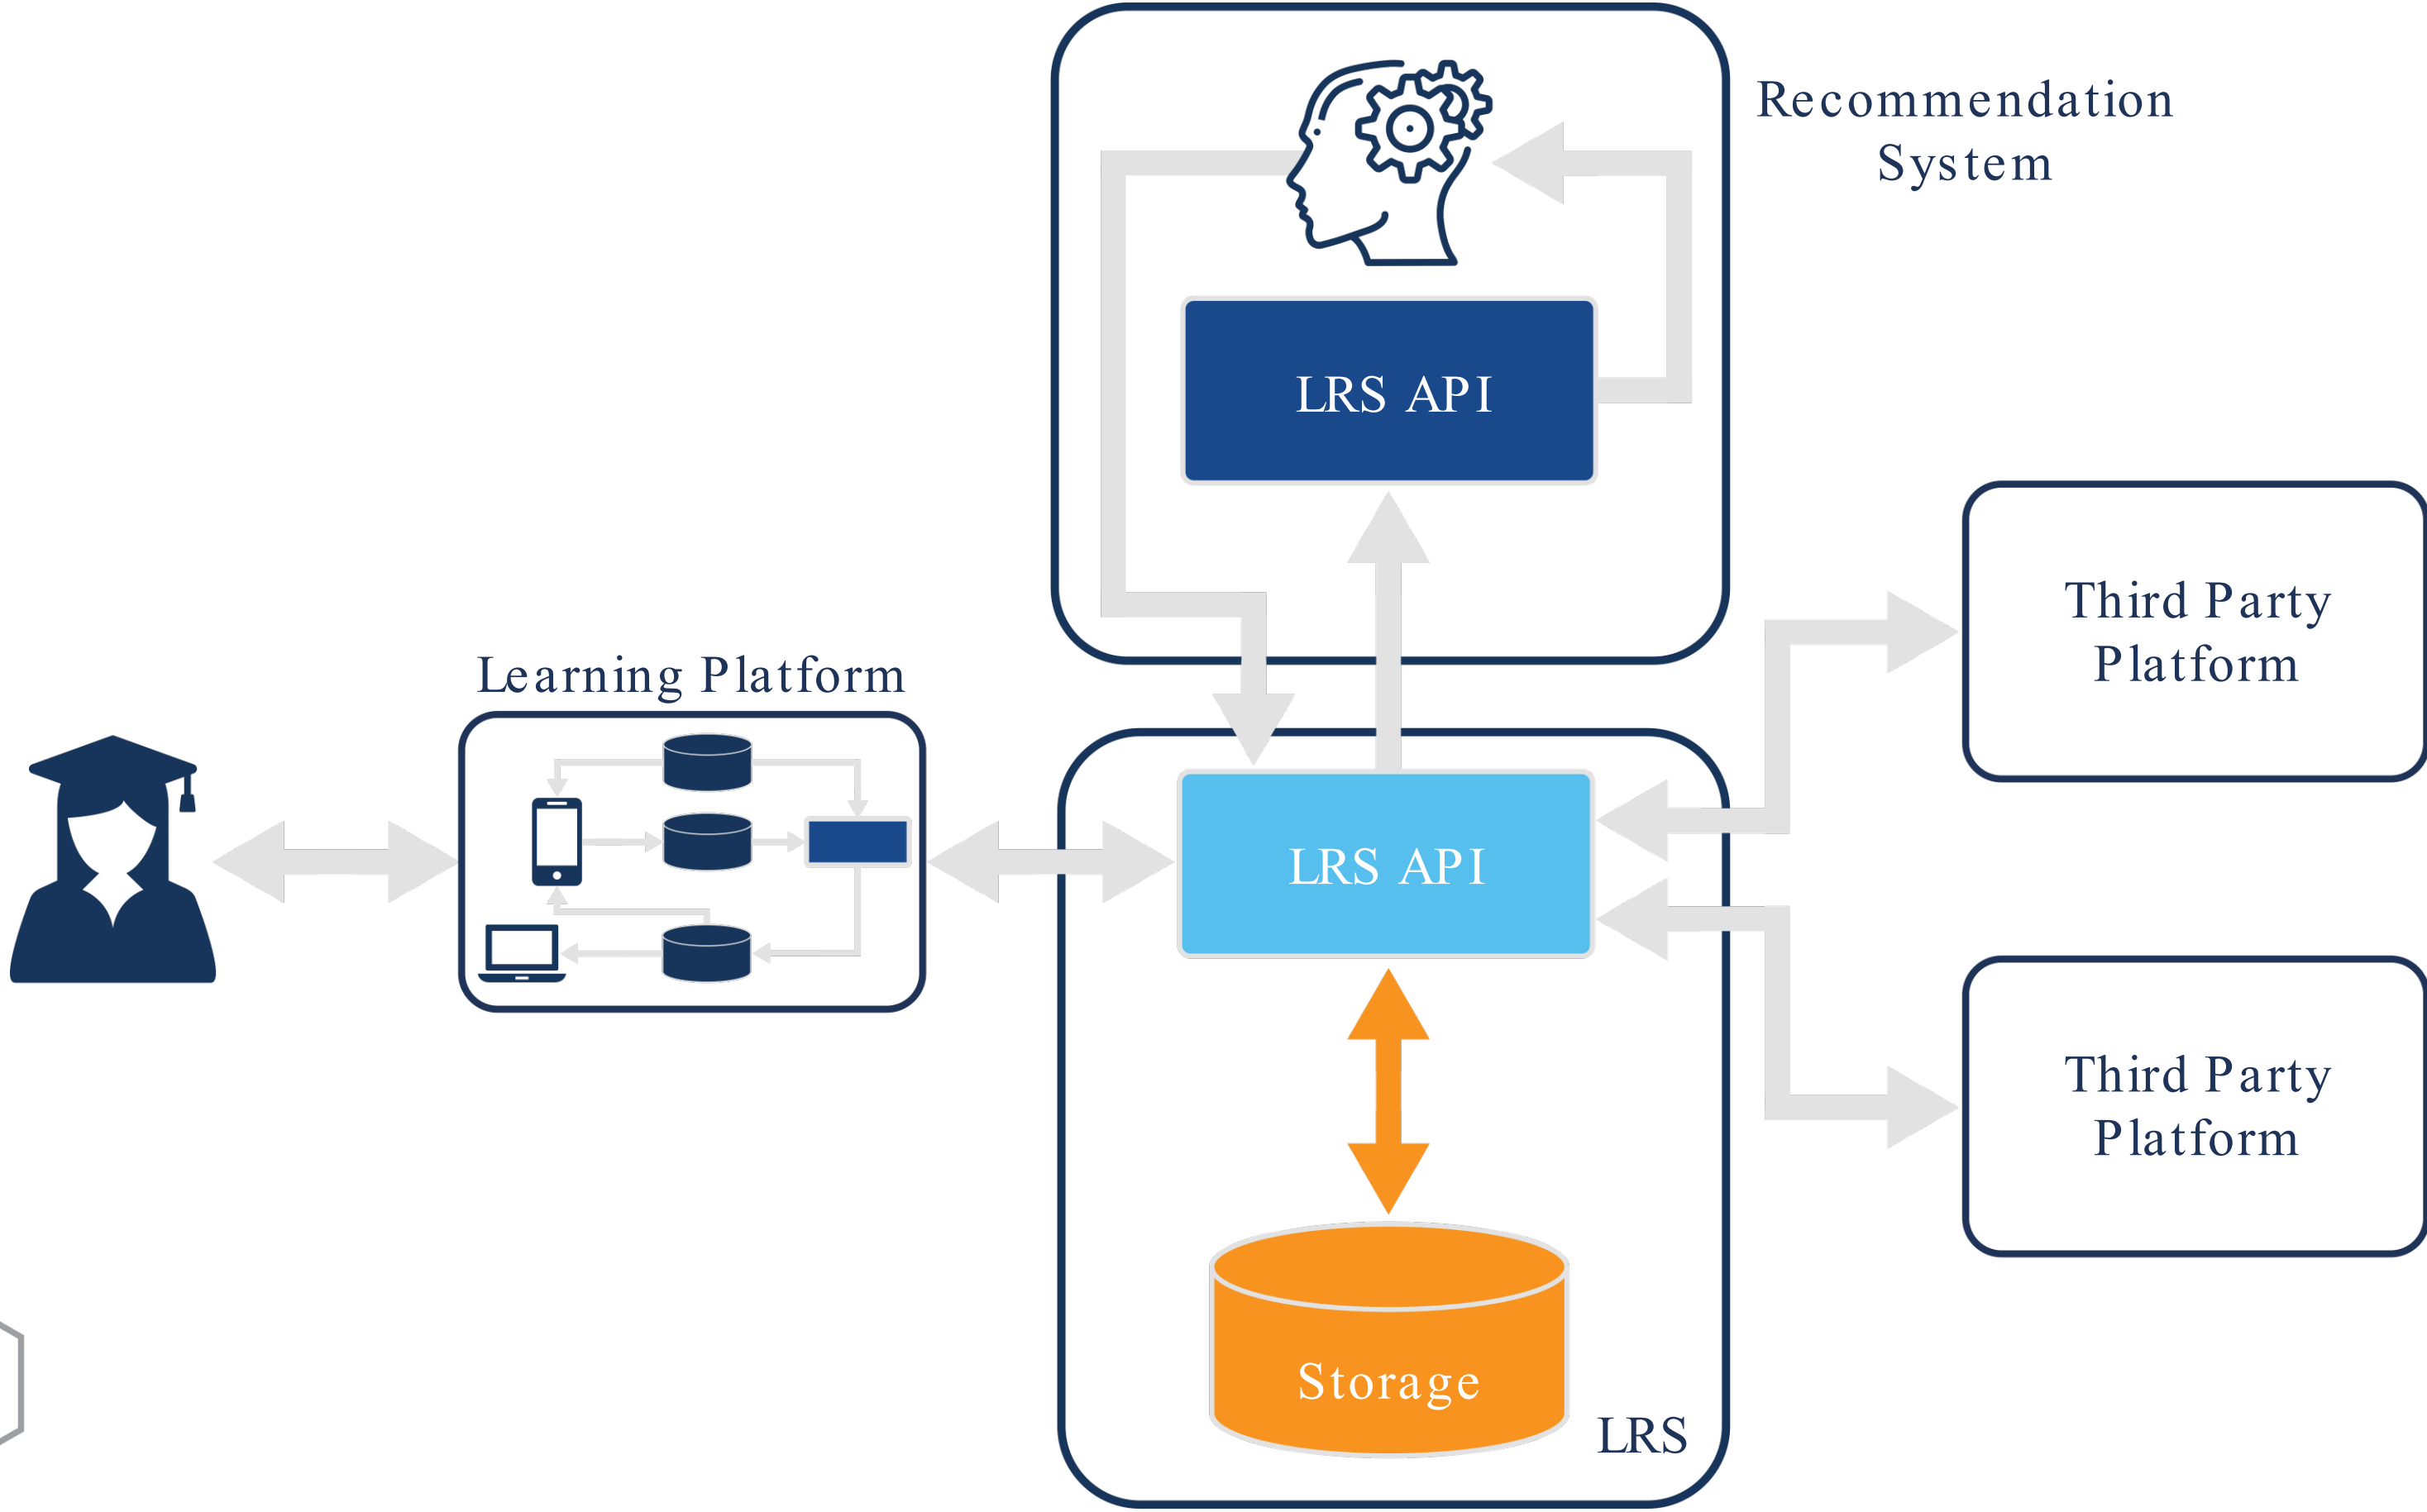 Recommendation
System
LRS API
Learning Platform
Third Party
Platform
LRS API
Third Party
Platform
Storage
LRS